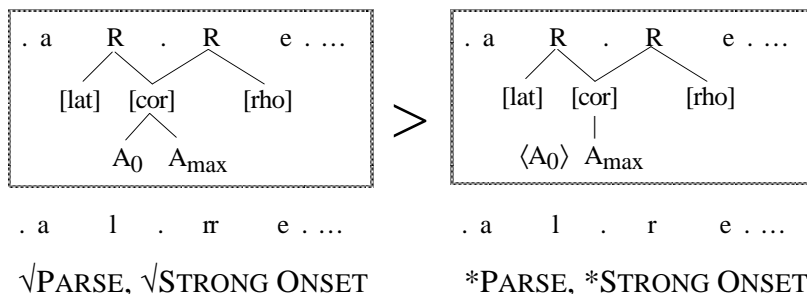 . a R . R e . … . a R . R e . …
[lat] [cor] [rho] > [lat] [cor] [rho]
A0 Amax ⟨A0⟩ Amax
. a l . rr e . … . a l . r e . …
√PARSE, √STRONG ONSET *PARSE, *STRONG ONSET